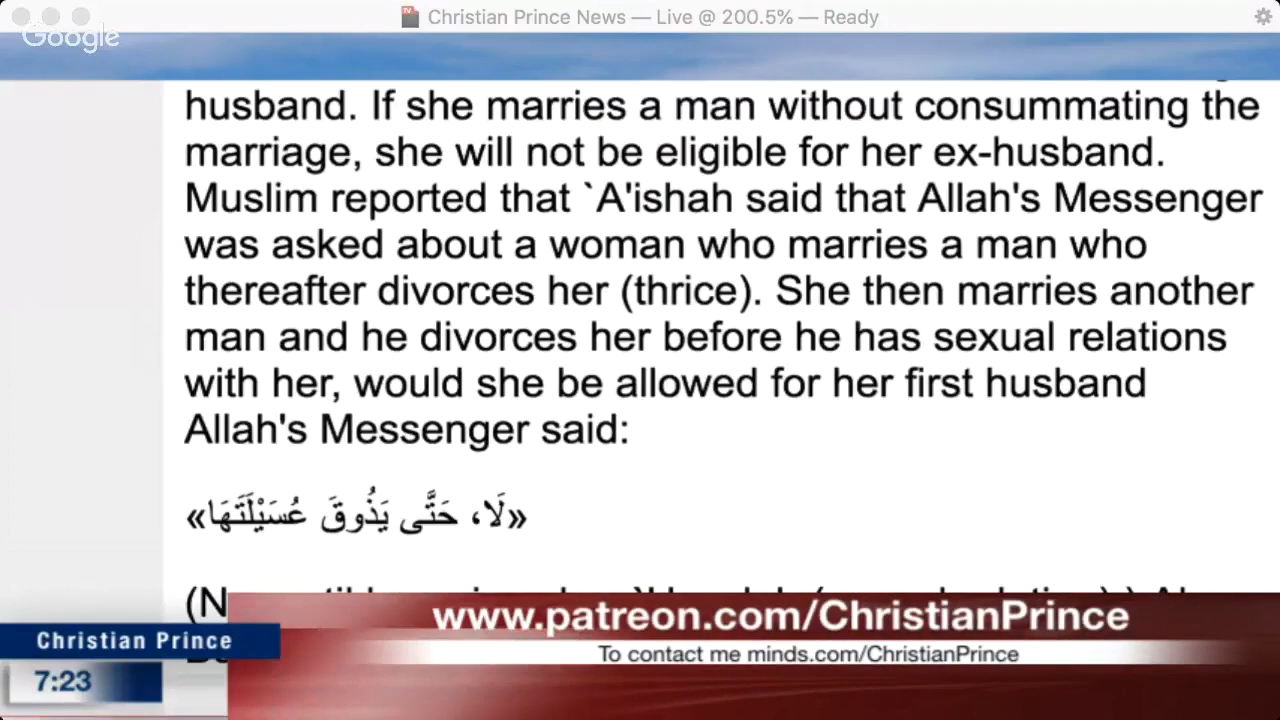 Christian Prince News — Live @ 200.5% — Ready
Google
husband. If she marries a man without consummating the
marriage, she will not be eligible for her ex-husband.
Muslim reported that `A'ishah said that Allah's Messenger
was asked about a woman who marries a man who
thereafter divorces her (thrice). She then marries another
man and he divorces her before he has sexual relations
with her, would she be allowed for her first husband
Allah's Messenger said:
«لَا، حَتَّى يَذُوقَ عُسَيْلَتَهَا»
www.patreon.com/ChristianPrince
Christian Prince
To contact me minds.com/ChristianPrince
7:23